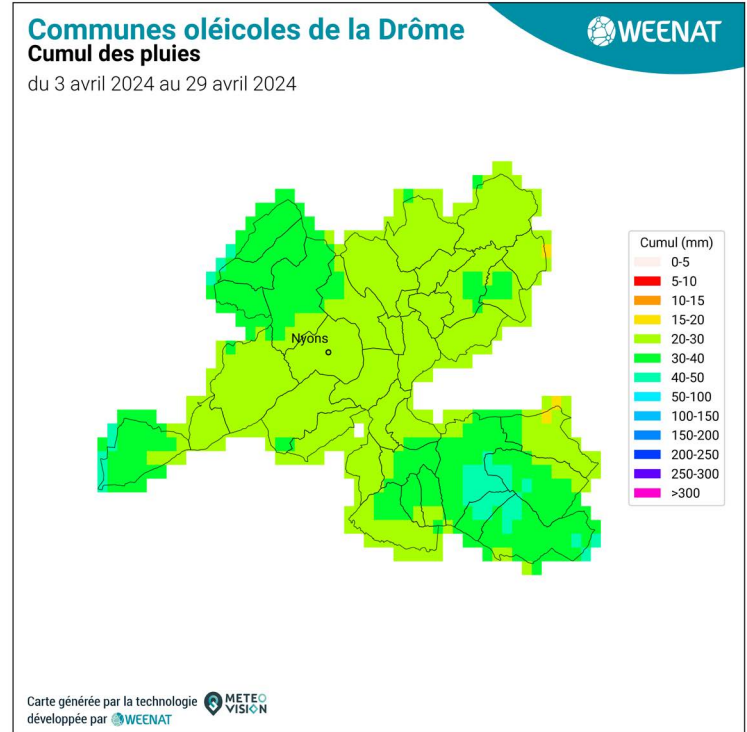 Communes oléicoles de la Drôme
Cumul des pluies
du 3 avril 2024 au 29 avril 2024
WEENAT
Nyons
Cumul (mm)
0-5
5-10
10-15
15-20
20-30
30-40
40-50
50-100
100-150
150-200
200-250
250-300
>300
Carte générée par la technologie METEO VISION
développée par WEENAT